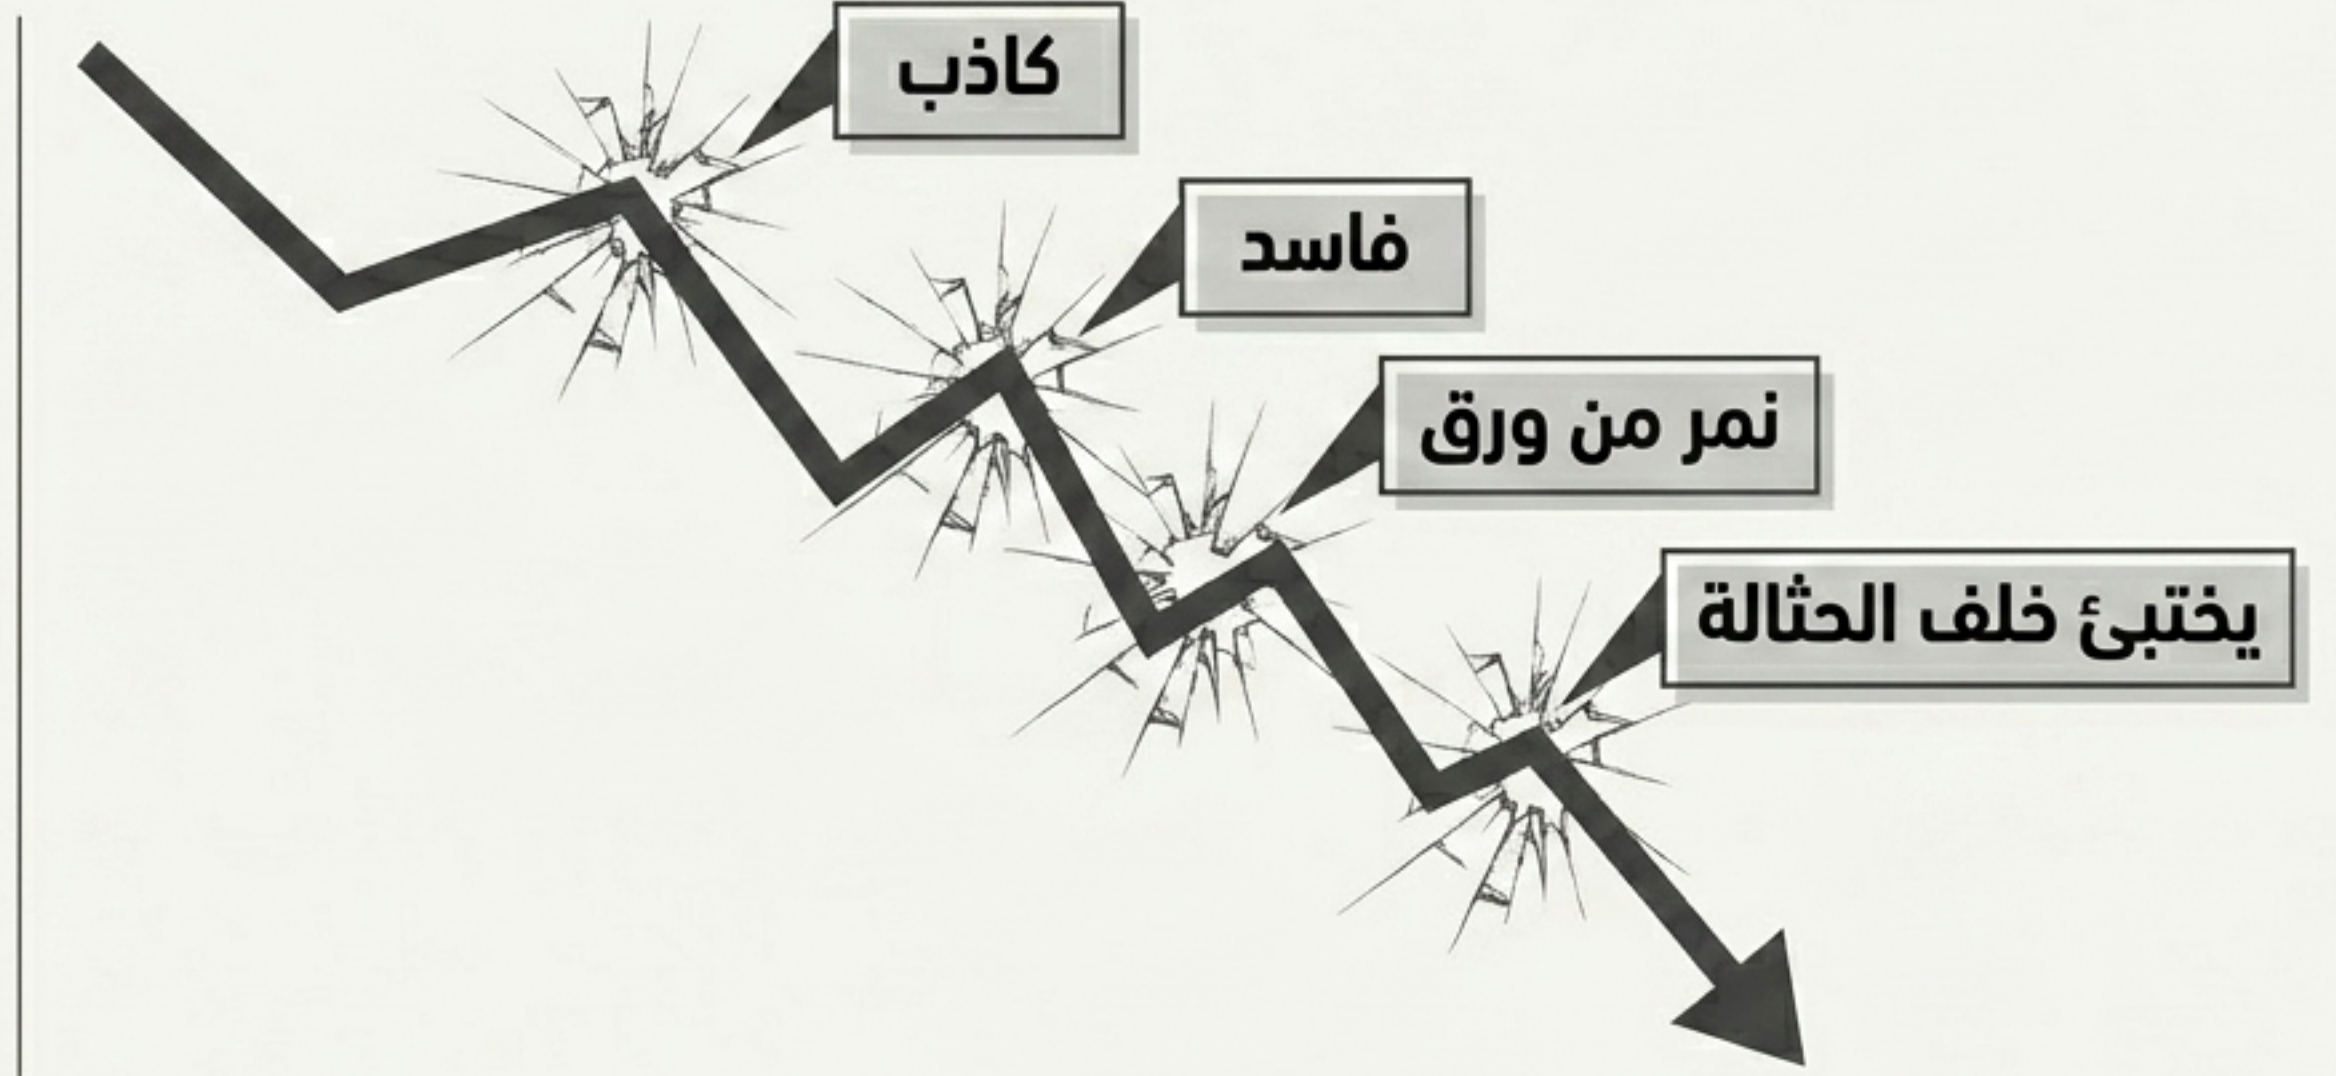 كاذب
فاسد
نمر من ورق
يختبئ خلف الحثالة